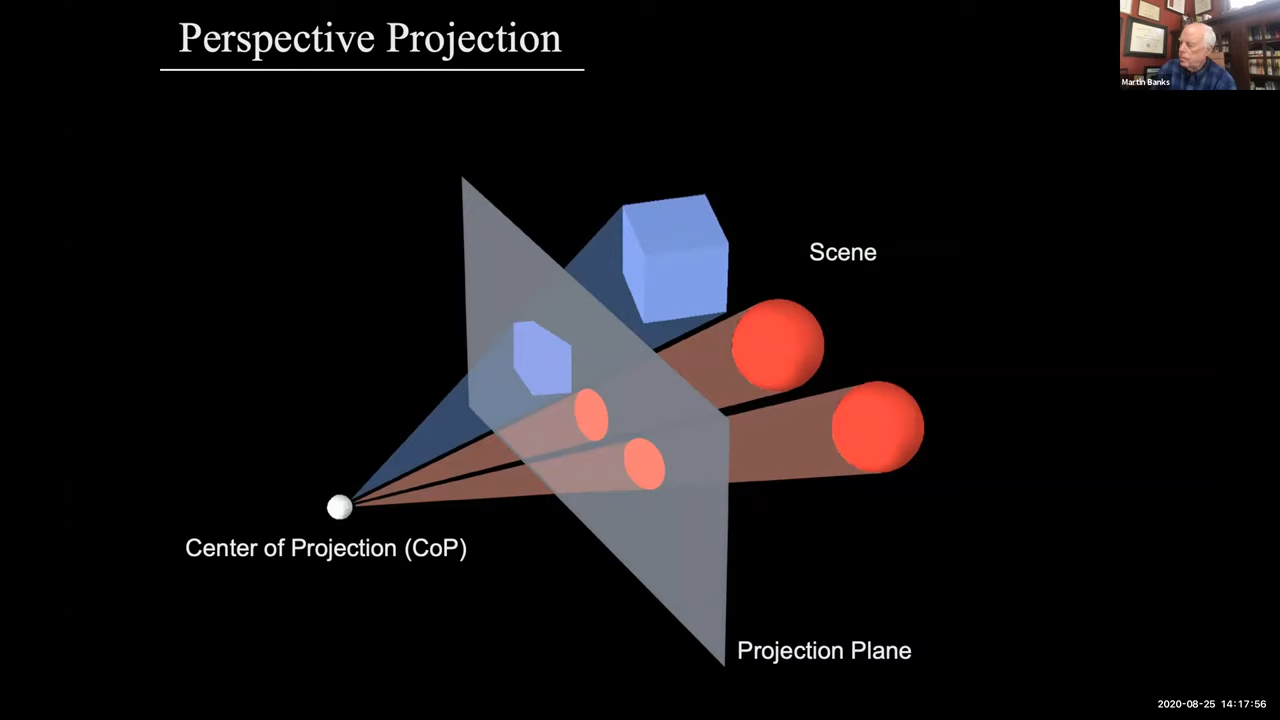 Perspective Projection
Martin Banks
Scene
Center of Projection (CoP)
Projection Plane
2020-08-25 14:17:56